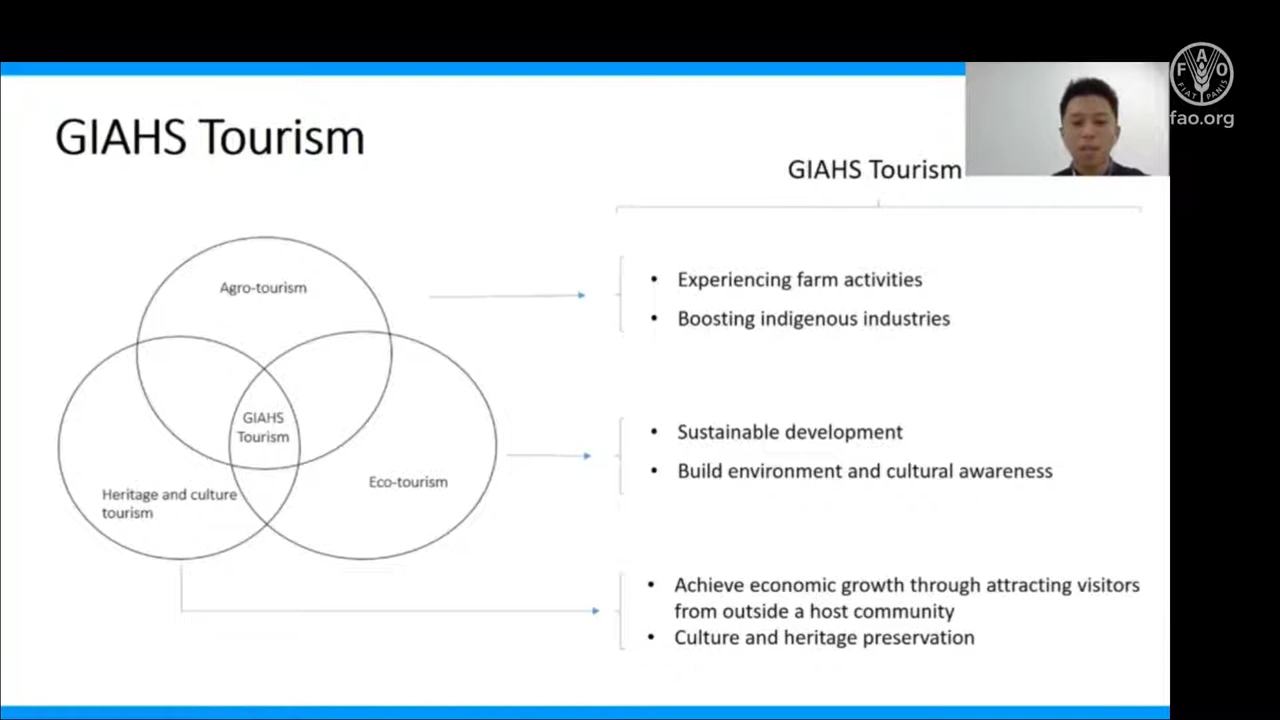 FAO
FIAT PANIS
fao.org
GIAHS Tourism
GIAHS Tourism
Agro-tourism
GIAHS
Tourism
Heritage and culture
tourism
Eco-tourism
• Experiencing farm activities
• Boosting indigenous industries
• Sustainable development
• Build environment and cultural awareness
• Achieve economic growth through attracting visitors
from outside a host community
• Culture and heritage preservation